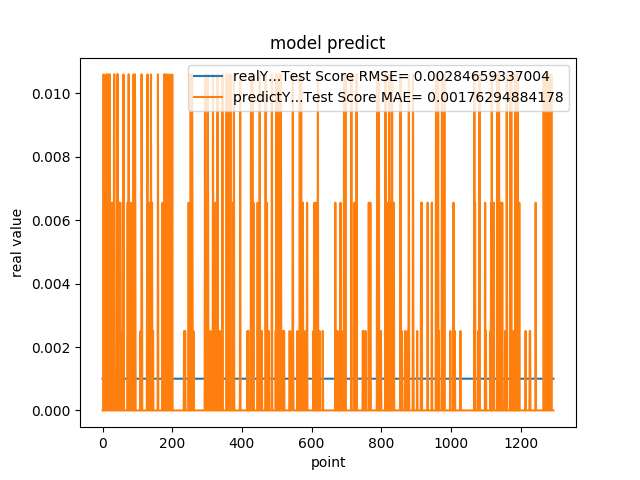 model predict
realY...Test Score RMSE= 0.00284659337004
predictY...Test Score MAE= 0.00176294884178
0.010
0.008
0.006
0.004
0.002
0.000
real value
0 200 400 600 800 1000 1200
point